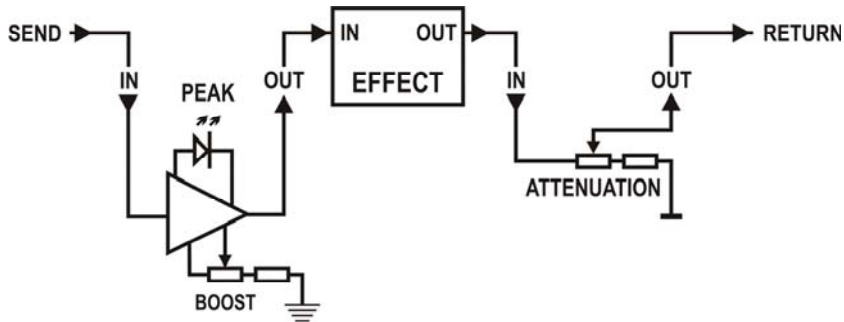 SEND
IN
PEAK
OUT
IN OUT
EFFECT
IN
OUT
RETURN
ATTENUATION
BOOST